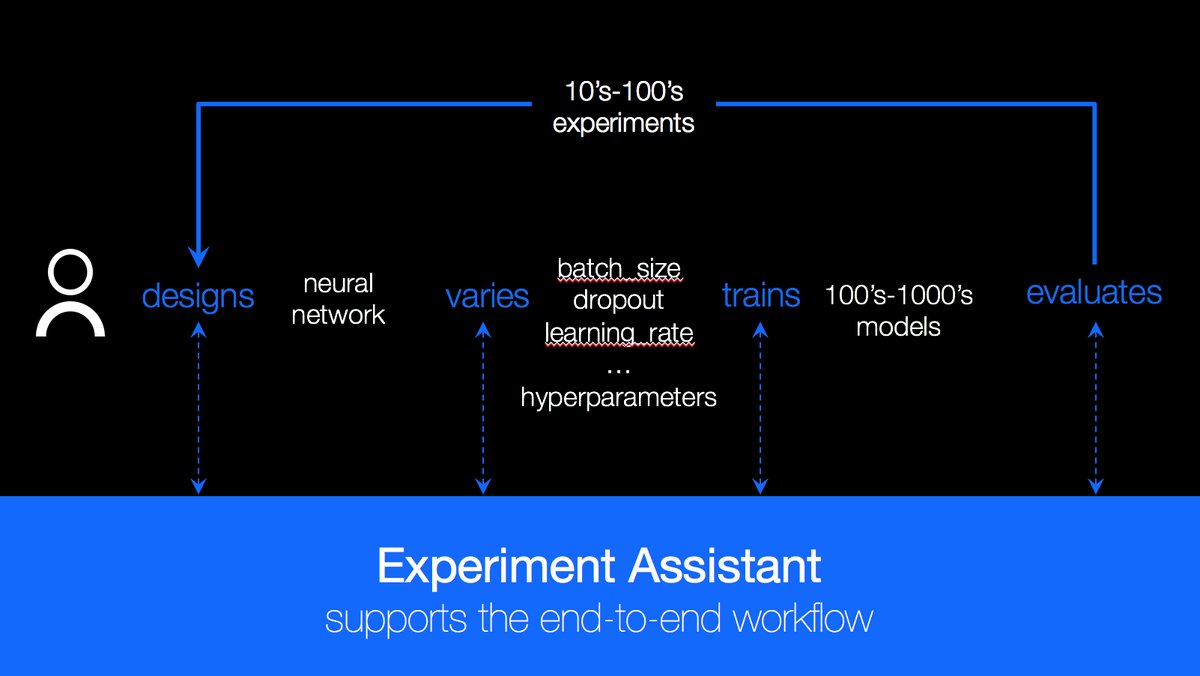 10's-100's
experiments
designs
neural
network
varies
batch_size
dropout
learning_rate
...
hyperparameters
trains
100's-1000's
models
evaluates
Experiment Assistant
supports the end-to-end workflow